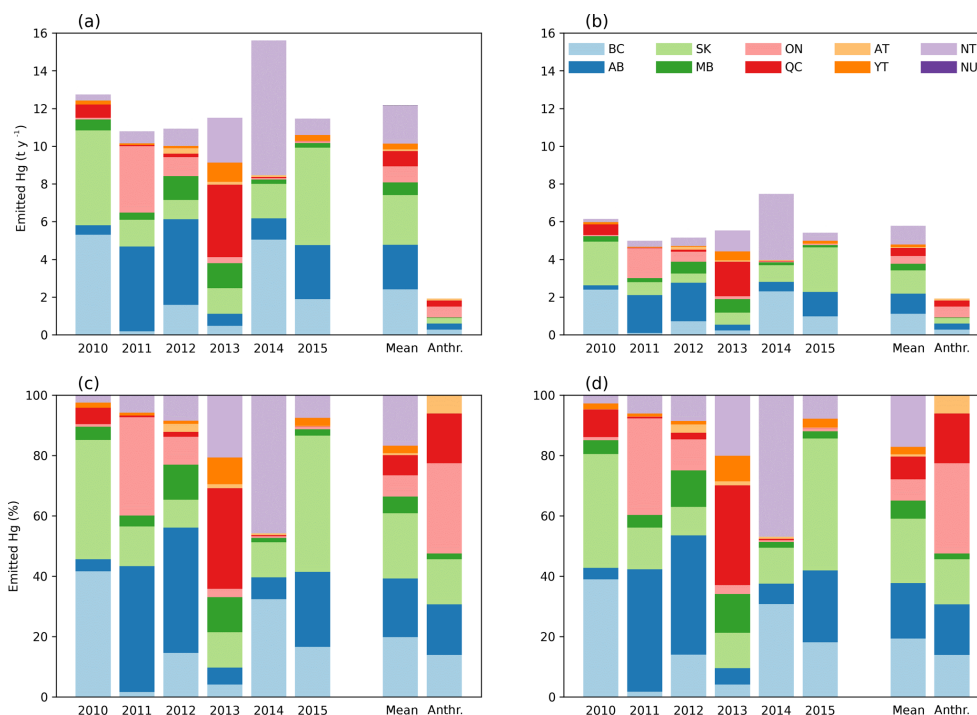 (a)
(b)
16
14
12
10
8
6
4
2
0
Emitted Hg (t y⁻¹)
2010 2011 2012 2013 2014 2015 Mean Anthr.
16
14
12
10
8
6
4
2
0
BC SK ON AT NT
AB MB QC YT NU
2010 2011 2012 2013 2014 2015 Mean Anthr.
(c)
(d)
100
80
60
40
20
0
Emitted Hg (%)
2010 2011 2012 2013 2014 2015 Mean Anthr.
100
80
60
40
20
0
2010 2011 2012 2013 2014 2015 Mean Anthr.